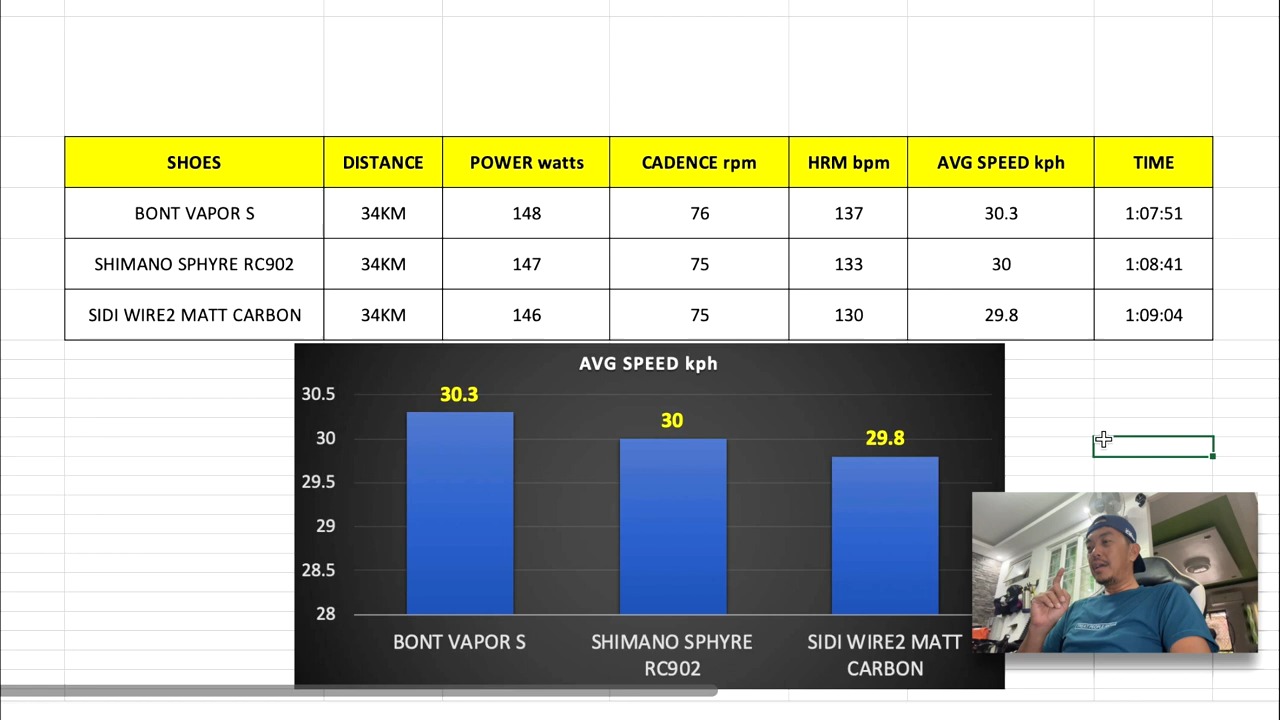 SHOES DISTANCE POWER watts CADENCE rpm HRM bpm AVG SPEED kph TIME
BONT VAPOR S 34KM 148 76 137 30.3 1:07:51
SHIMANO SPHYRE RC902 34KM 147 75 133 30 1:08:41
SIDI WIRE2 MATT CARBON 34KM 146 75 130 29.8 1:09:04
AVG SPEED kph
30.5
30
29.5
29
28.5
28
30.3
30
29.8
BONT VAPOR S
SHIMANO SPHYRE
RC902
SIDI WIRE2 MATT
CARBON